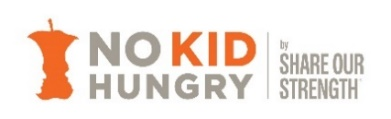 NO KID
HUNGRY
by
SHARE OUR
STRENGTH